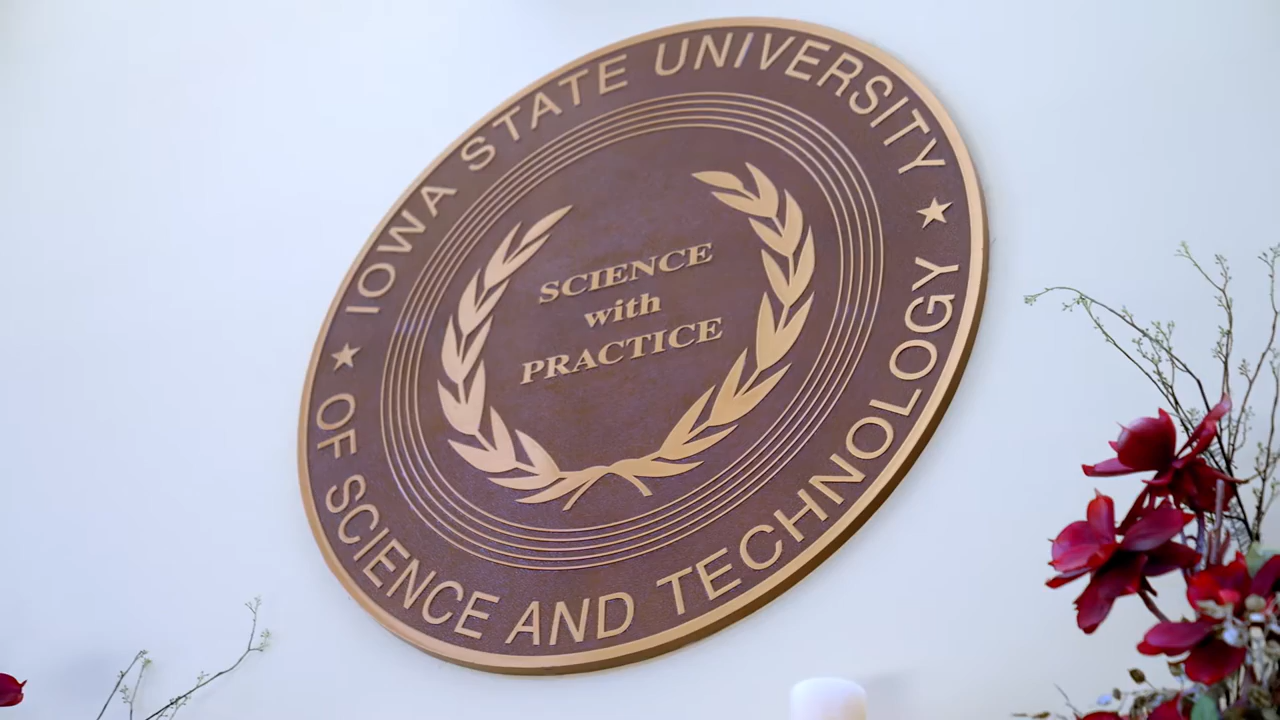 IOWA STATE UNIVERSITY
★ OF SCIENCE AND TECHNOLOGY ★
SCIENCE
with
PRACTICE